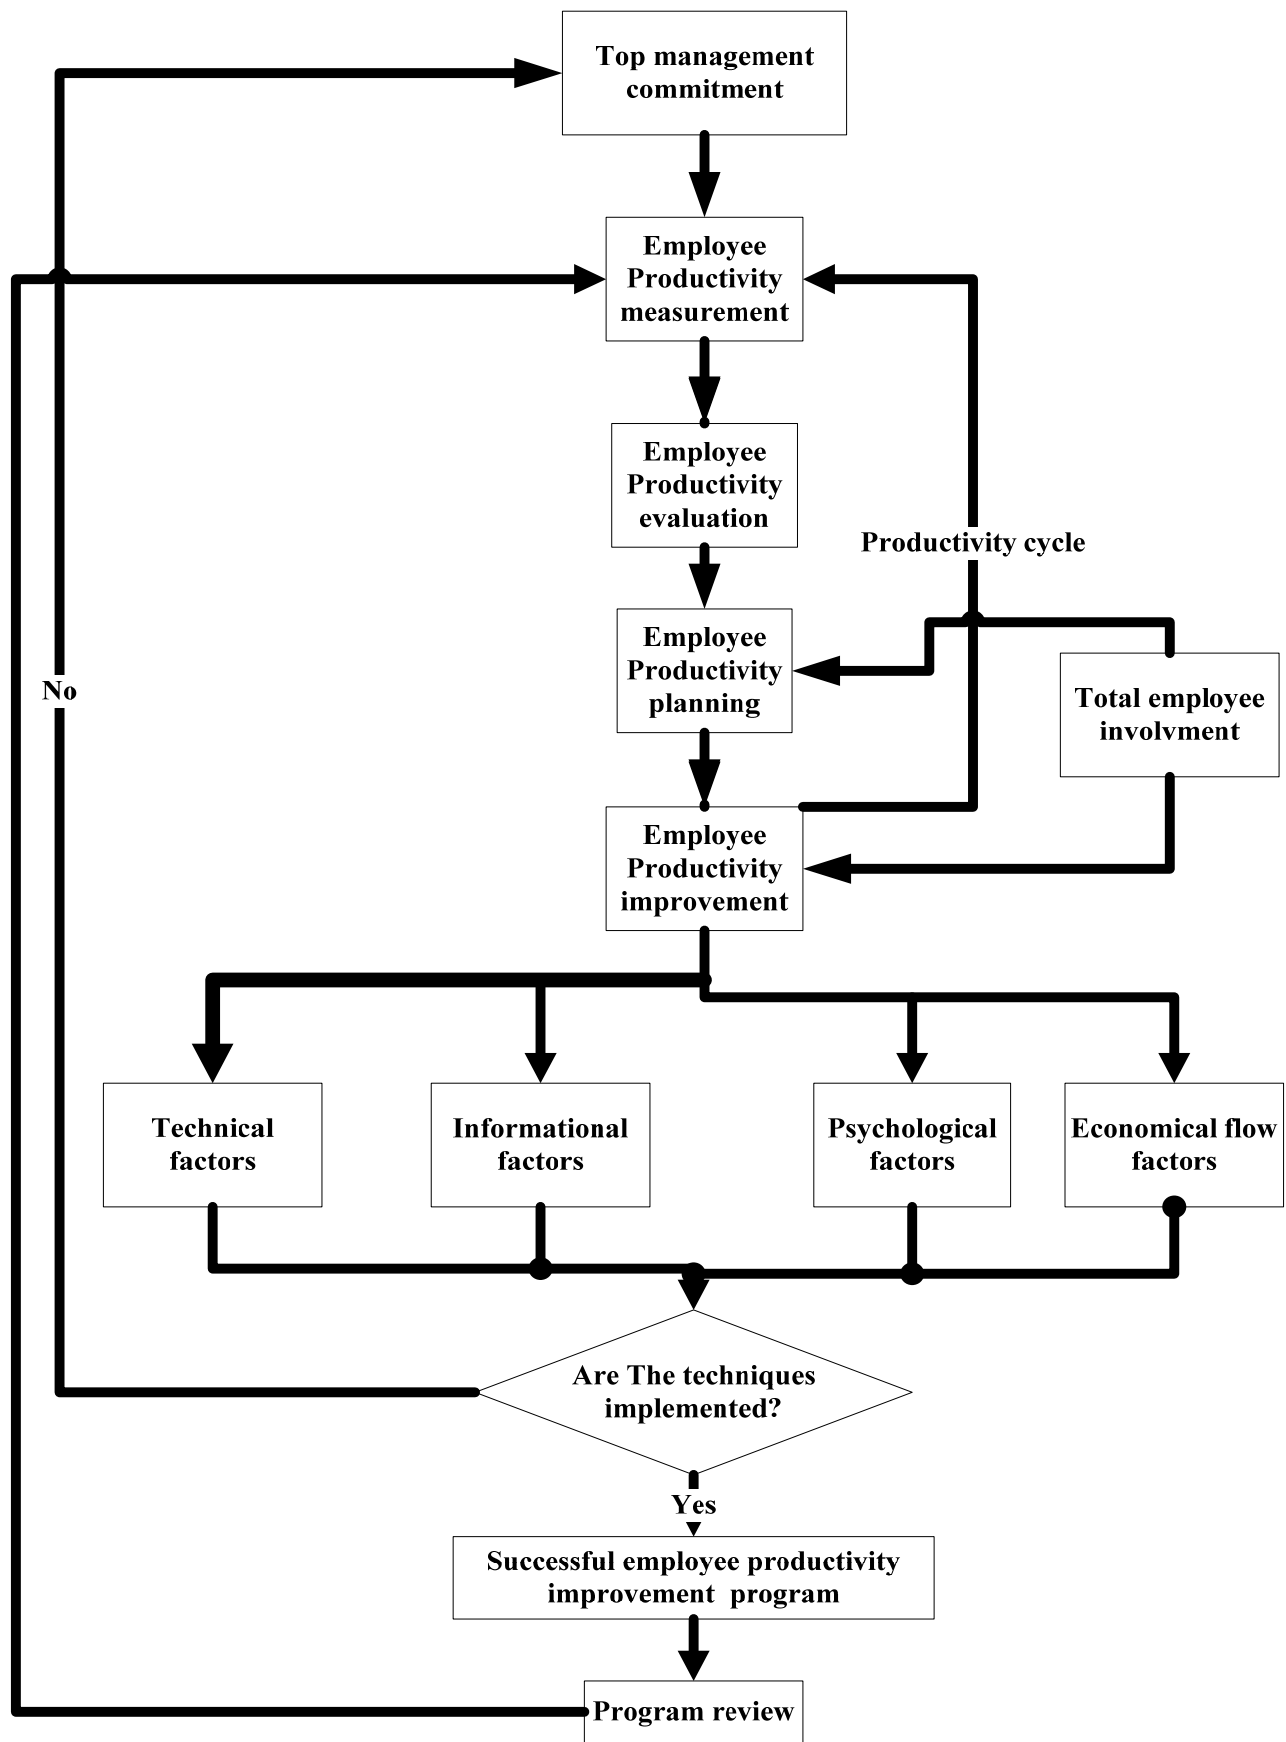 Top management
commitment
Employee
Productivity
measurement
Employee
Productivity
evaluation
Productivity cycle
Employee
Productivity
planning
No
Total employee
involvment
Employee
Productivity
improvement
Technical
factors
Informational
factors
Psychological
factors
Economical flow
factors
Are The techniques
implemented?
Yes
Successful employee productivity
improvement program
Program review